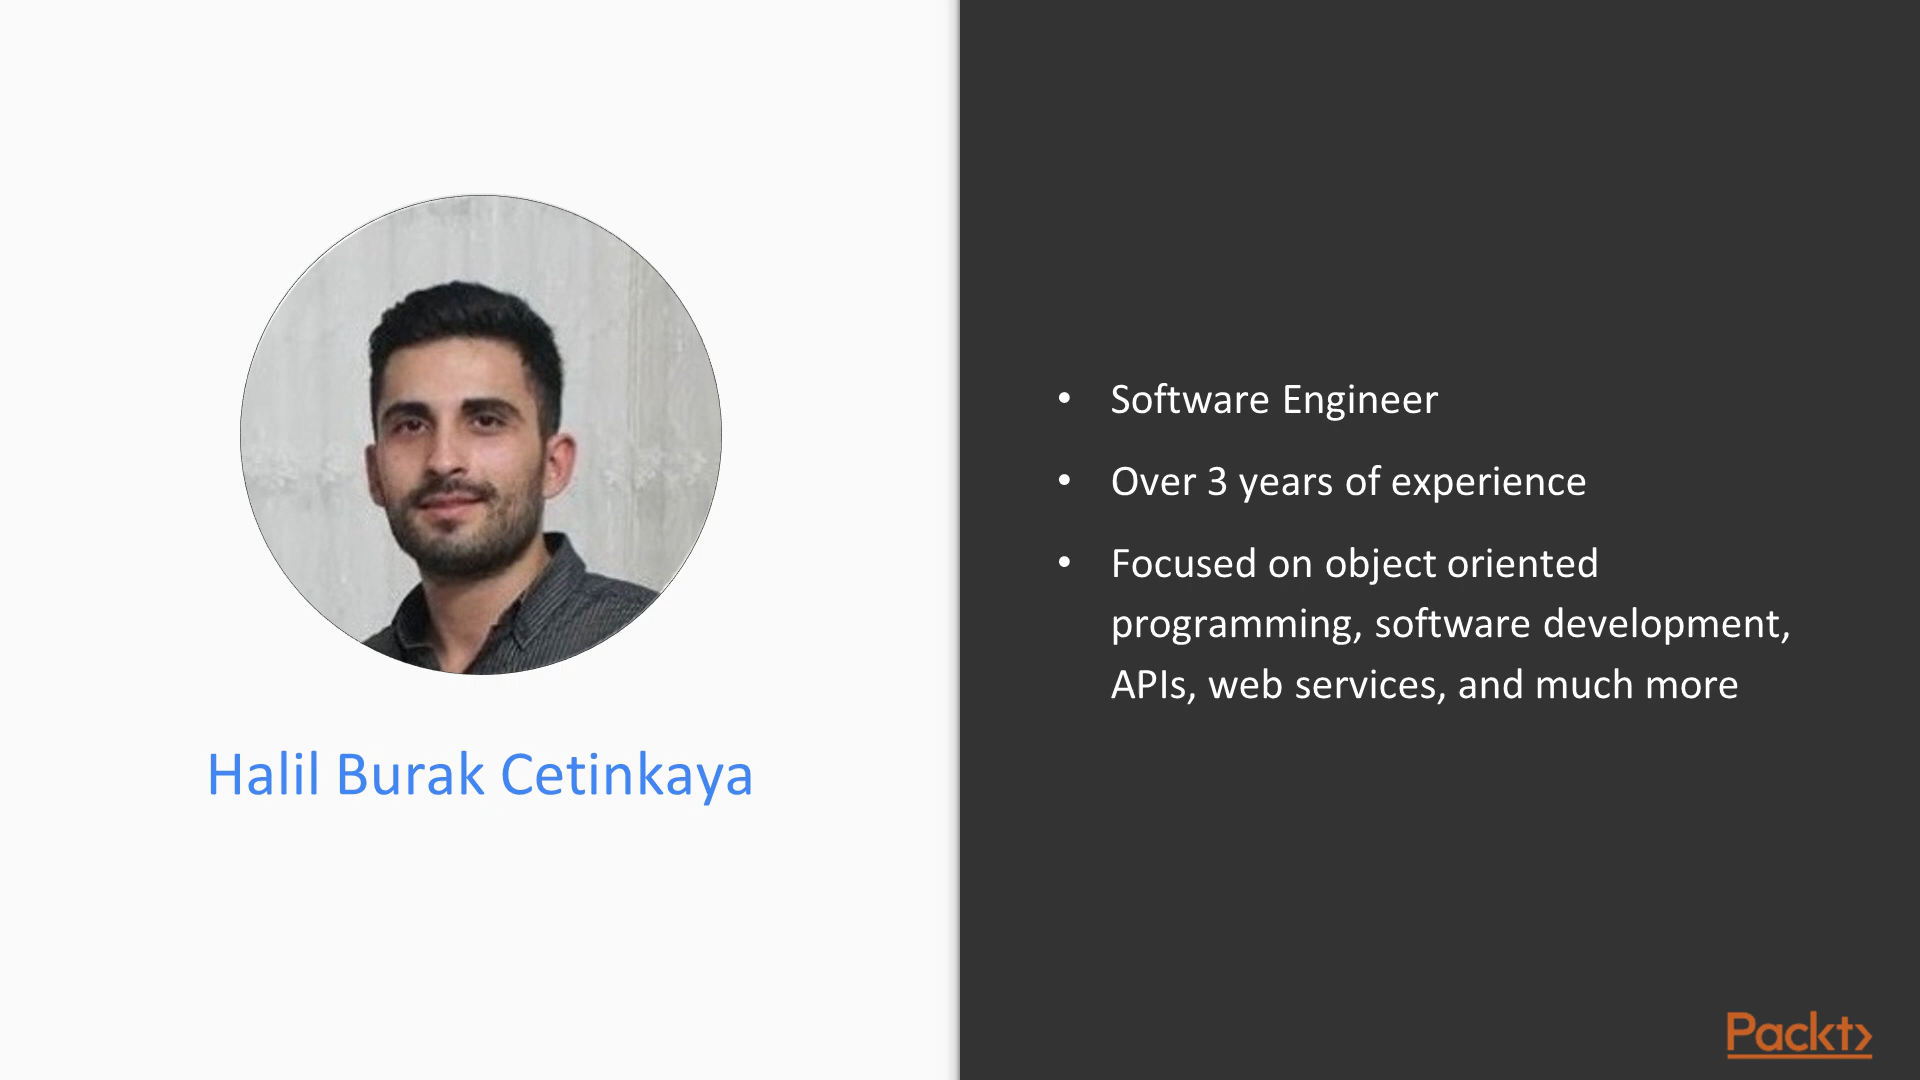 Halil Burak Cetinkaya
• Software Engineer
• Over 3 years of experience
• Focused on object oriented
programming, software development,
APIs, web services, and much more
Packt>